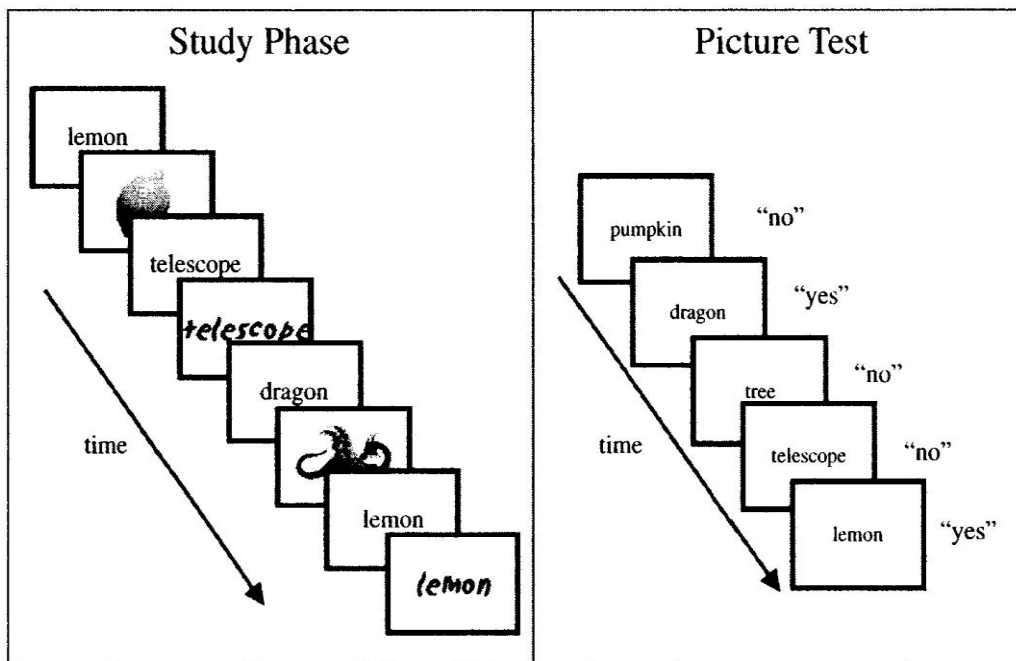 Study Phase
lemon
telescope
telescope
dragon
lemon
lemon
time
Picture Test
pumpkin
"no"
dragon
"yes"
tree
"no"
telescope
"no"
lemon
"yes"
time